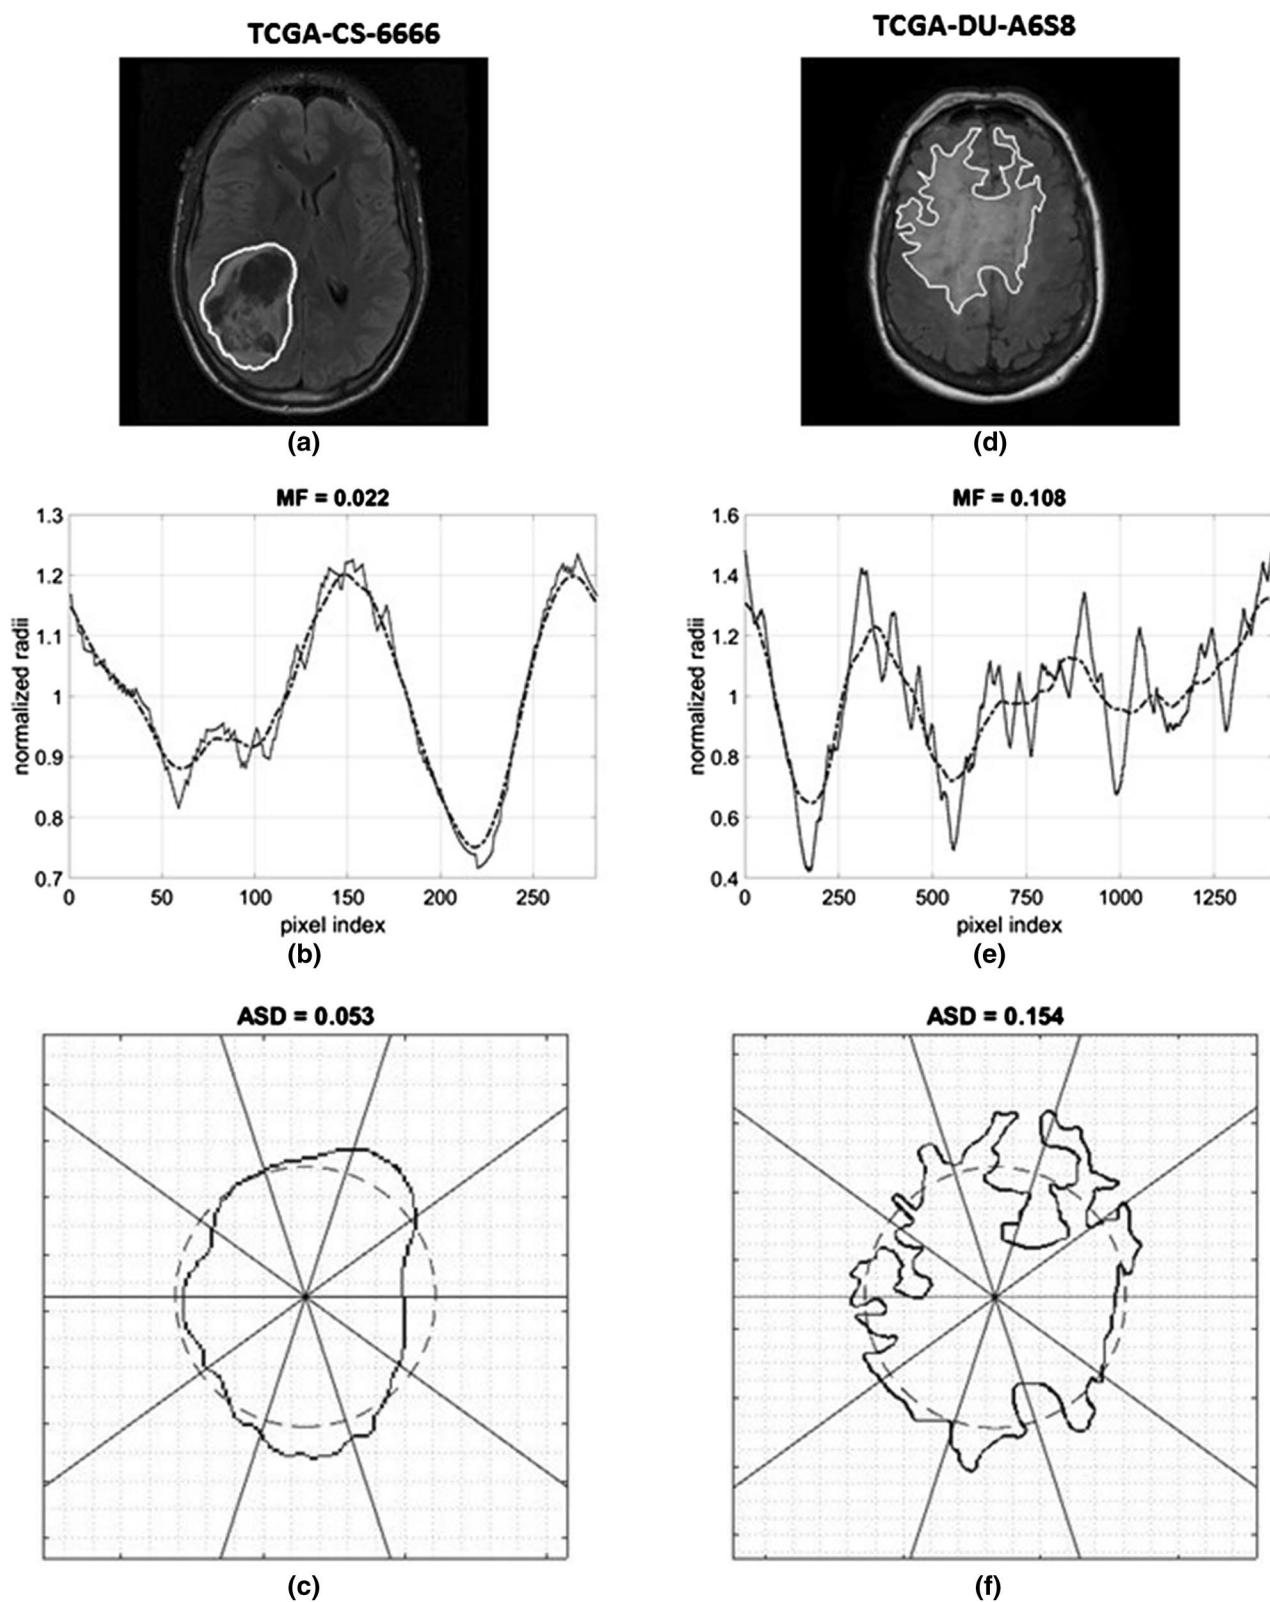 TCGA-CS-6666
TCGA-DU-A6S8
(a)
(d)
MF = 0.022
1.3
1.2
1.1
1
0.9
0.8
0.7
normalized radii
0 50 100 150 200 250
pixel index
(b)
MF = 0.108
1.6
1.4
1.2
1
0.8
0.6
0.4
normalized radii
0 250 500 750 1000 1250
pixel index
(e)
ASD = 0.053
(c)
ASD = 0.154
(f)